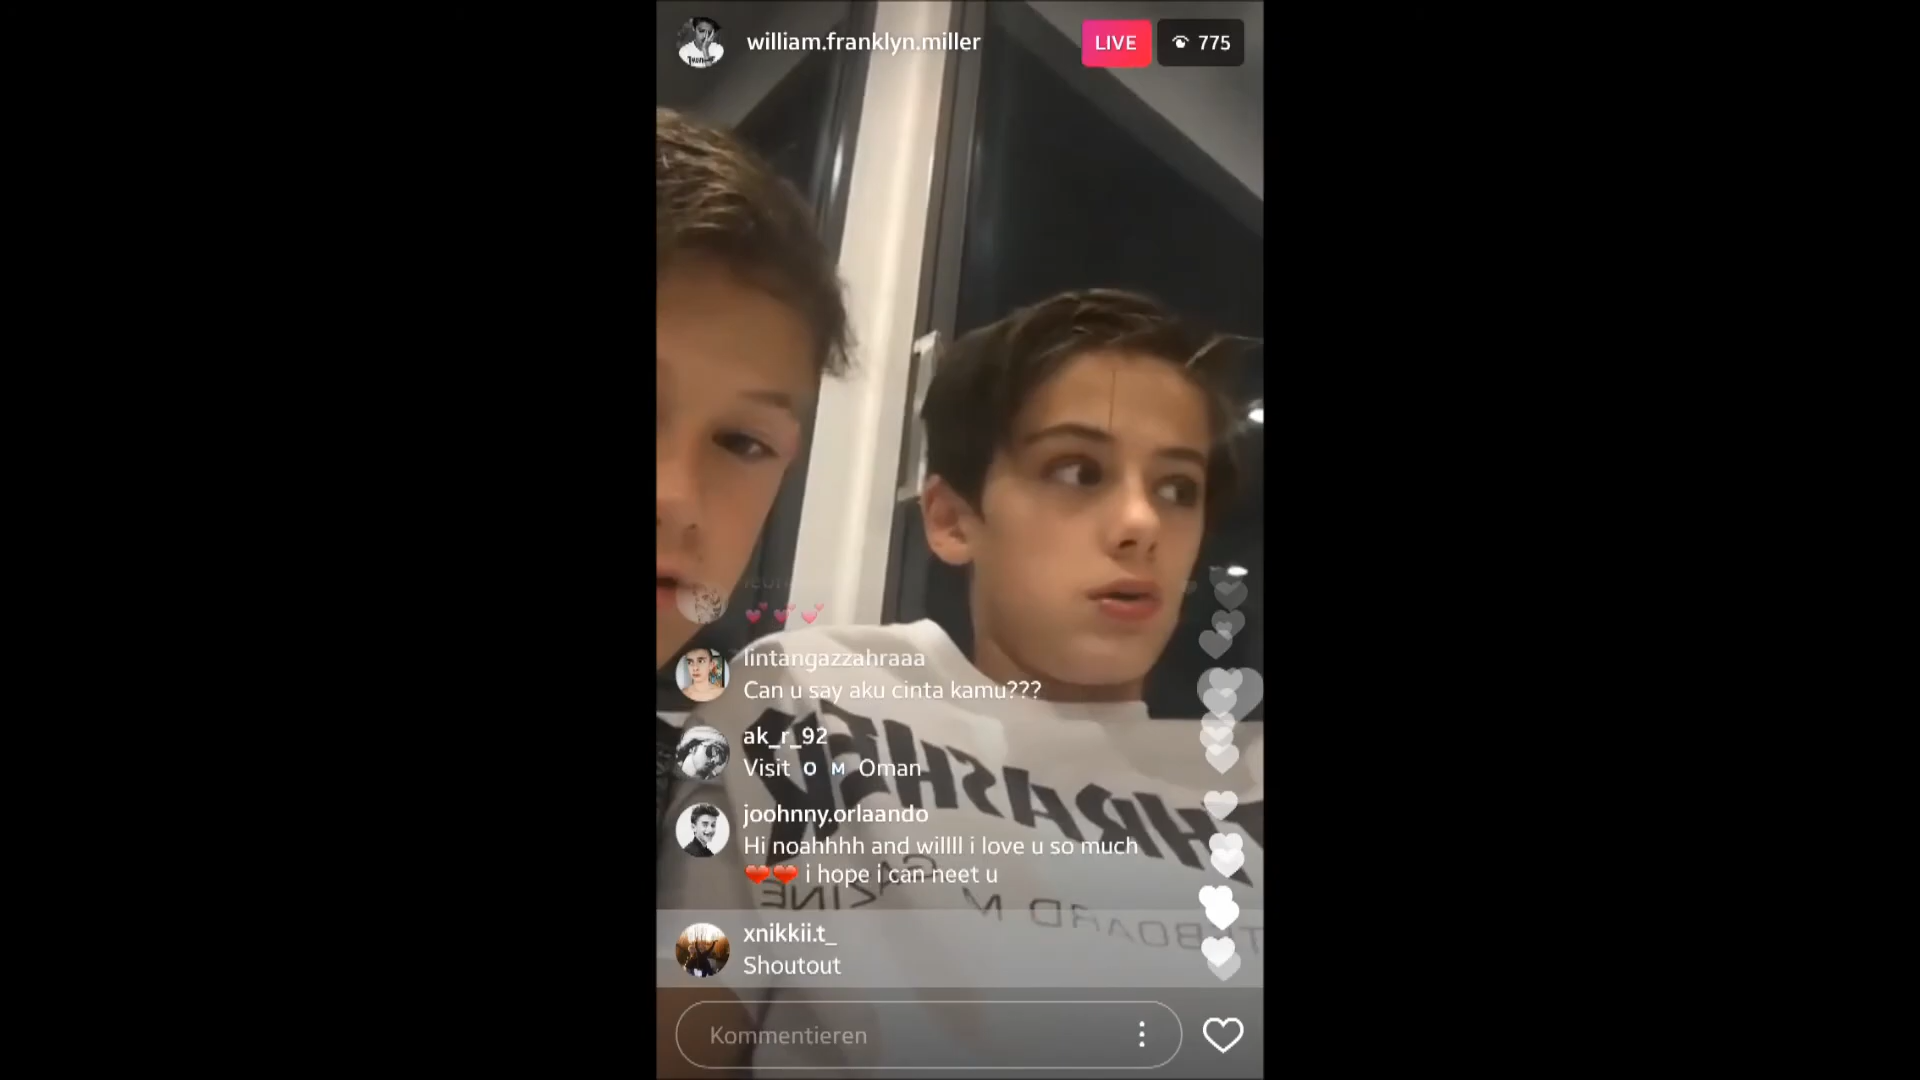 william.franklyn.miller
LIVE
775
lintangazzahraaa
Can u say aku cinta kamu???
ak_r_92
Visit O M Oman
joohnny.orlaando
Hi noahhhh and willll i love u so much
❤️❤️ i hope i can neet u
xnikkii.t_
Shoutout
Kommentieren
THRASHER